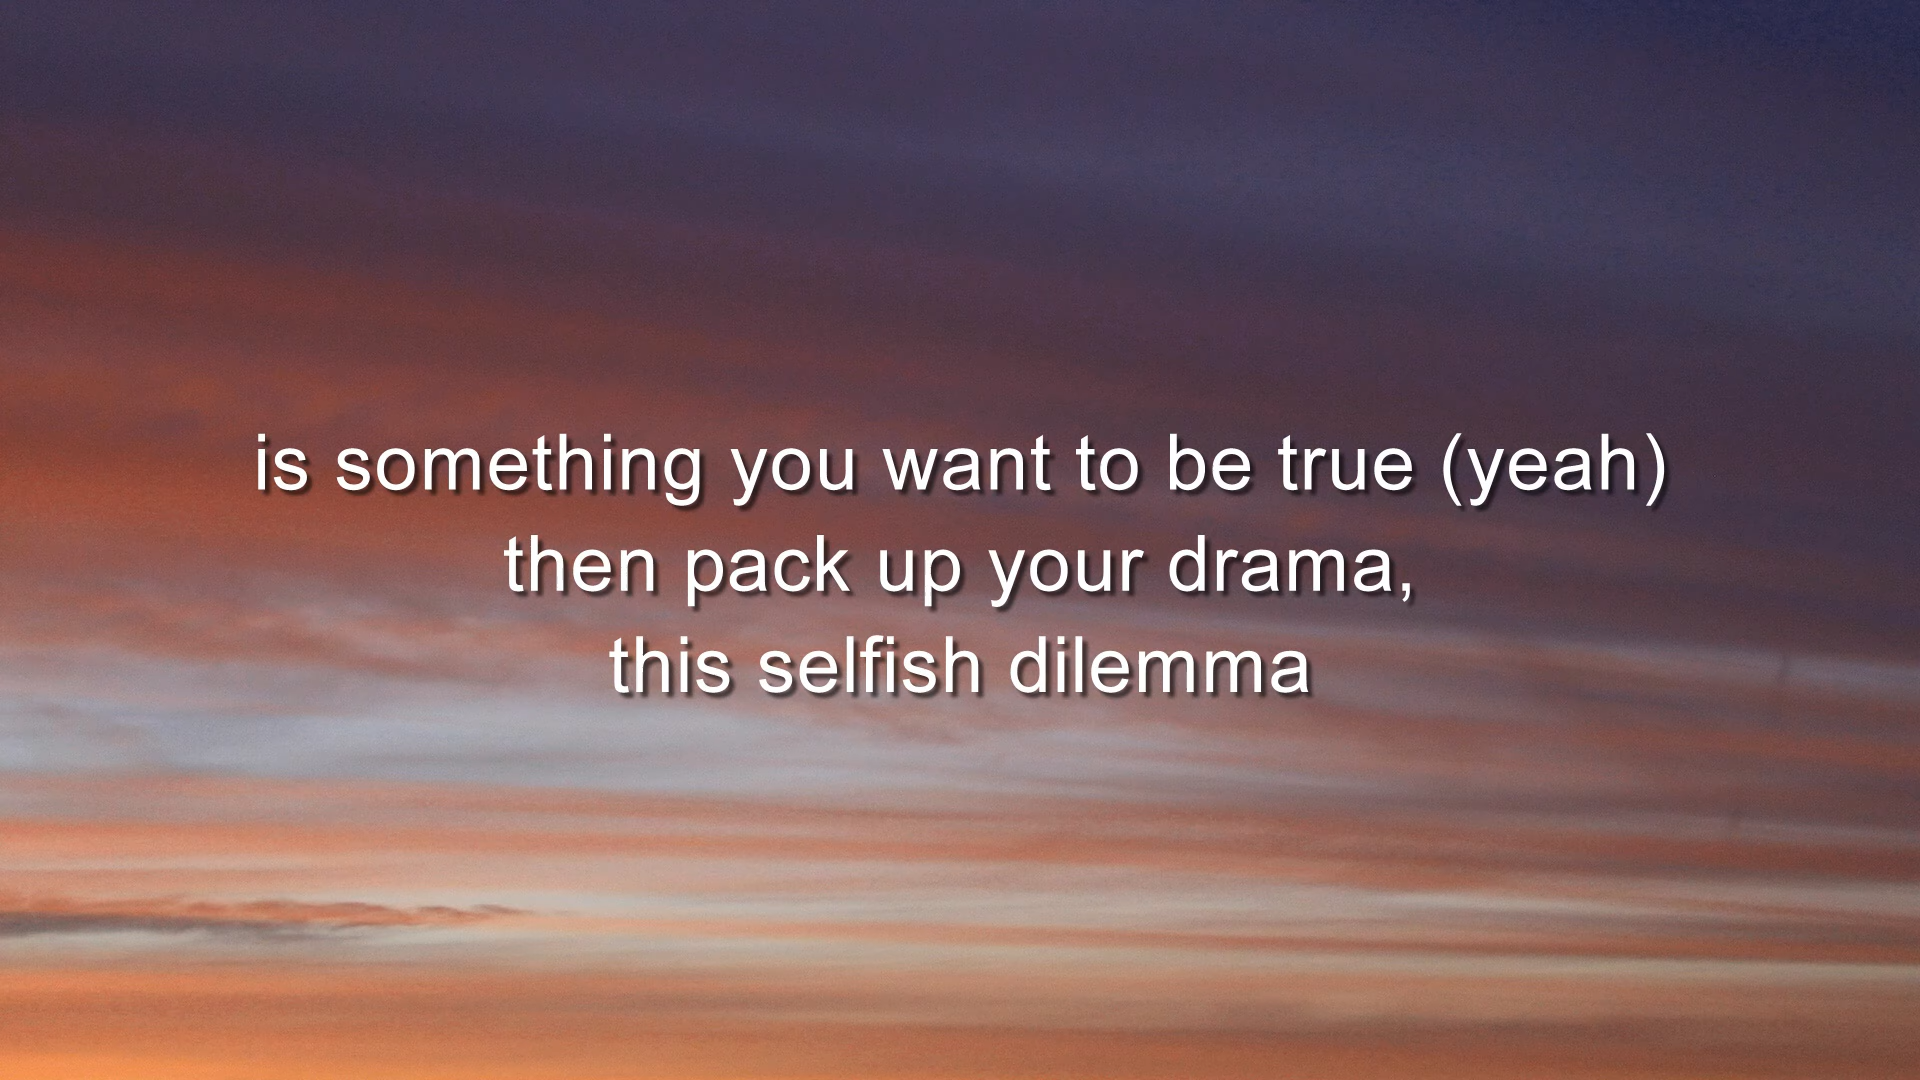 is something you want to be true (yeah)
then pack up your drama,
this selfish dilemma